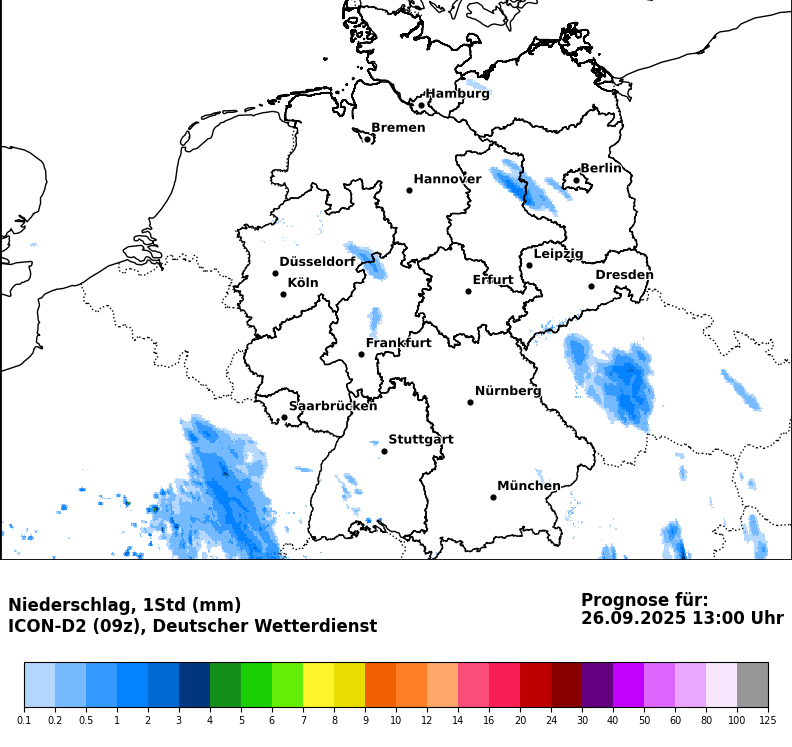 Hamburg
Bremen
Berlin
Hannover
Leipzig
Düsseldorf
Dresden
Köln
Erfurt
Frankfurt
Nürnberg
Saarbrücken
Stuttgart
München
Niederschlag, 1Std (mm)
ICON-D2 (09z), Deutscher Wetterdienst
Prognose für:
26.09.2025 13:00 Uhr
0.1 0.2 0.5 1 2 3 4 5 6 7 8 9 10 12 14 16 20 24 30 40 50 60 80 100 125